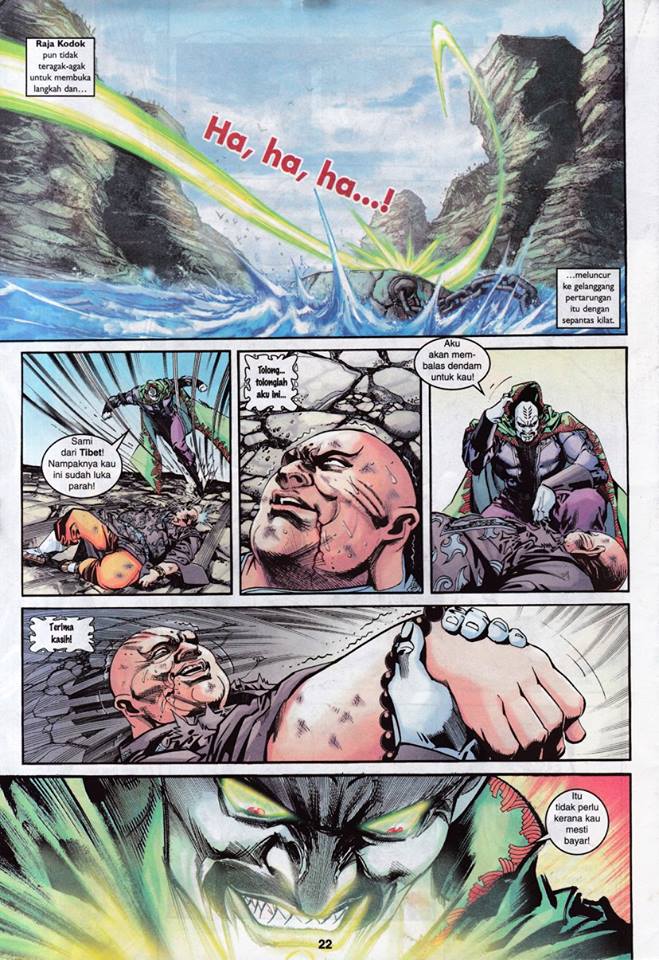 Raja Kodok
pun tidak
teragak-agak
untuk membuka
langkah dan...
Ha, ha, ha...!
...meluncur
ke gelanggang
pertarungan
itu dengan
sepantas kilat.
Sami
dari Tibet!
Nampaknya kau
ini sudah luka
parah!
Tolong...
tolonglah
aku ini...
Aku
akan mem-
balas dendam
untuk kau!
Terima
kasih!
Itu
tidak perlu
kerana kau
mesti
bayar!
22